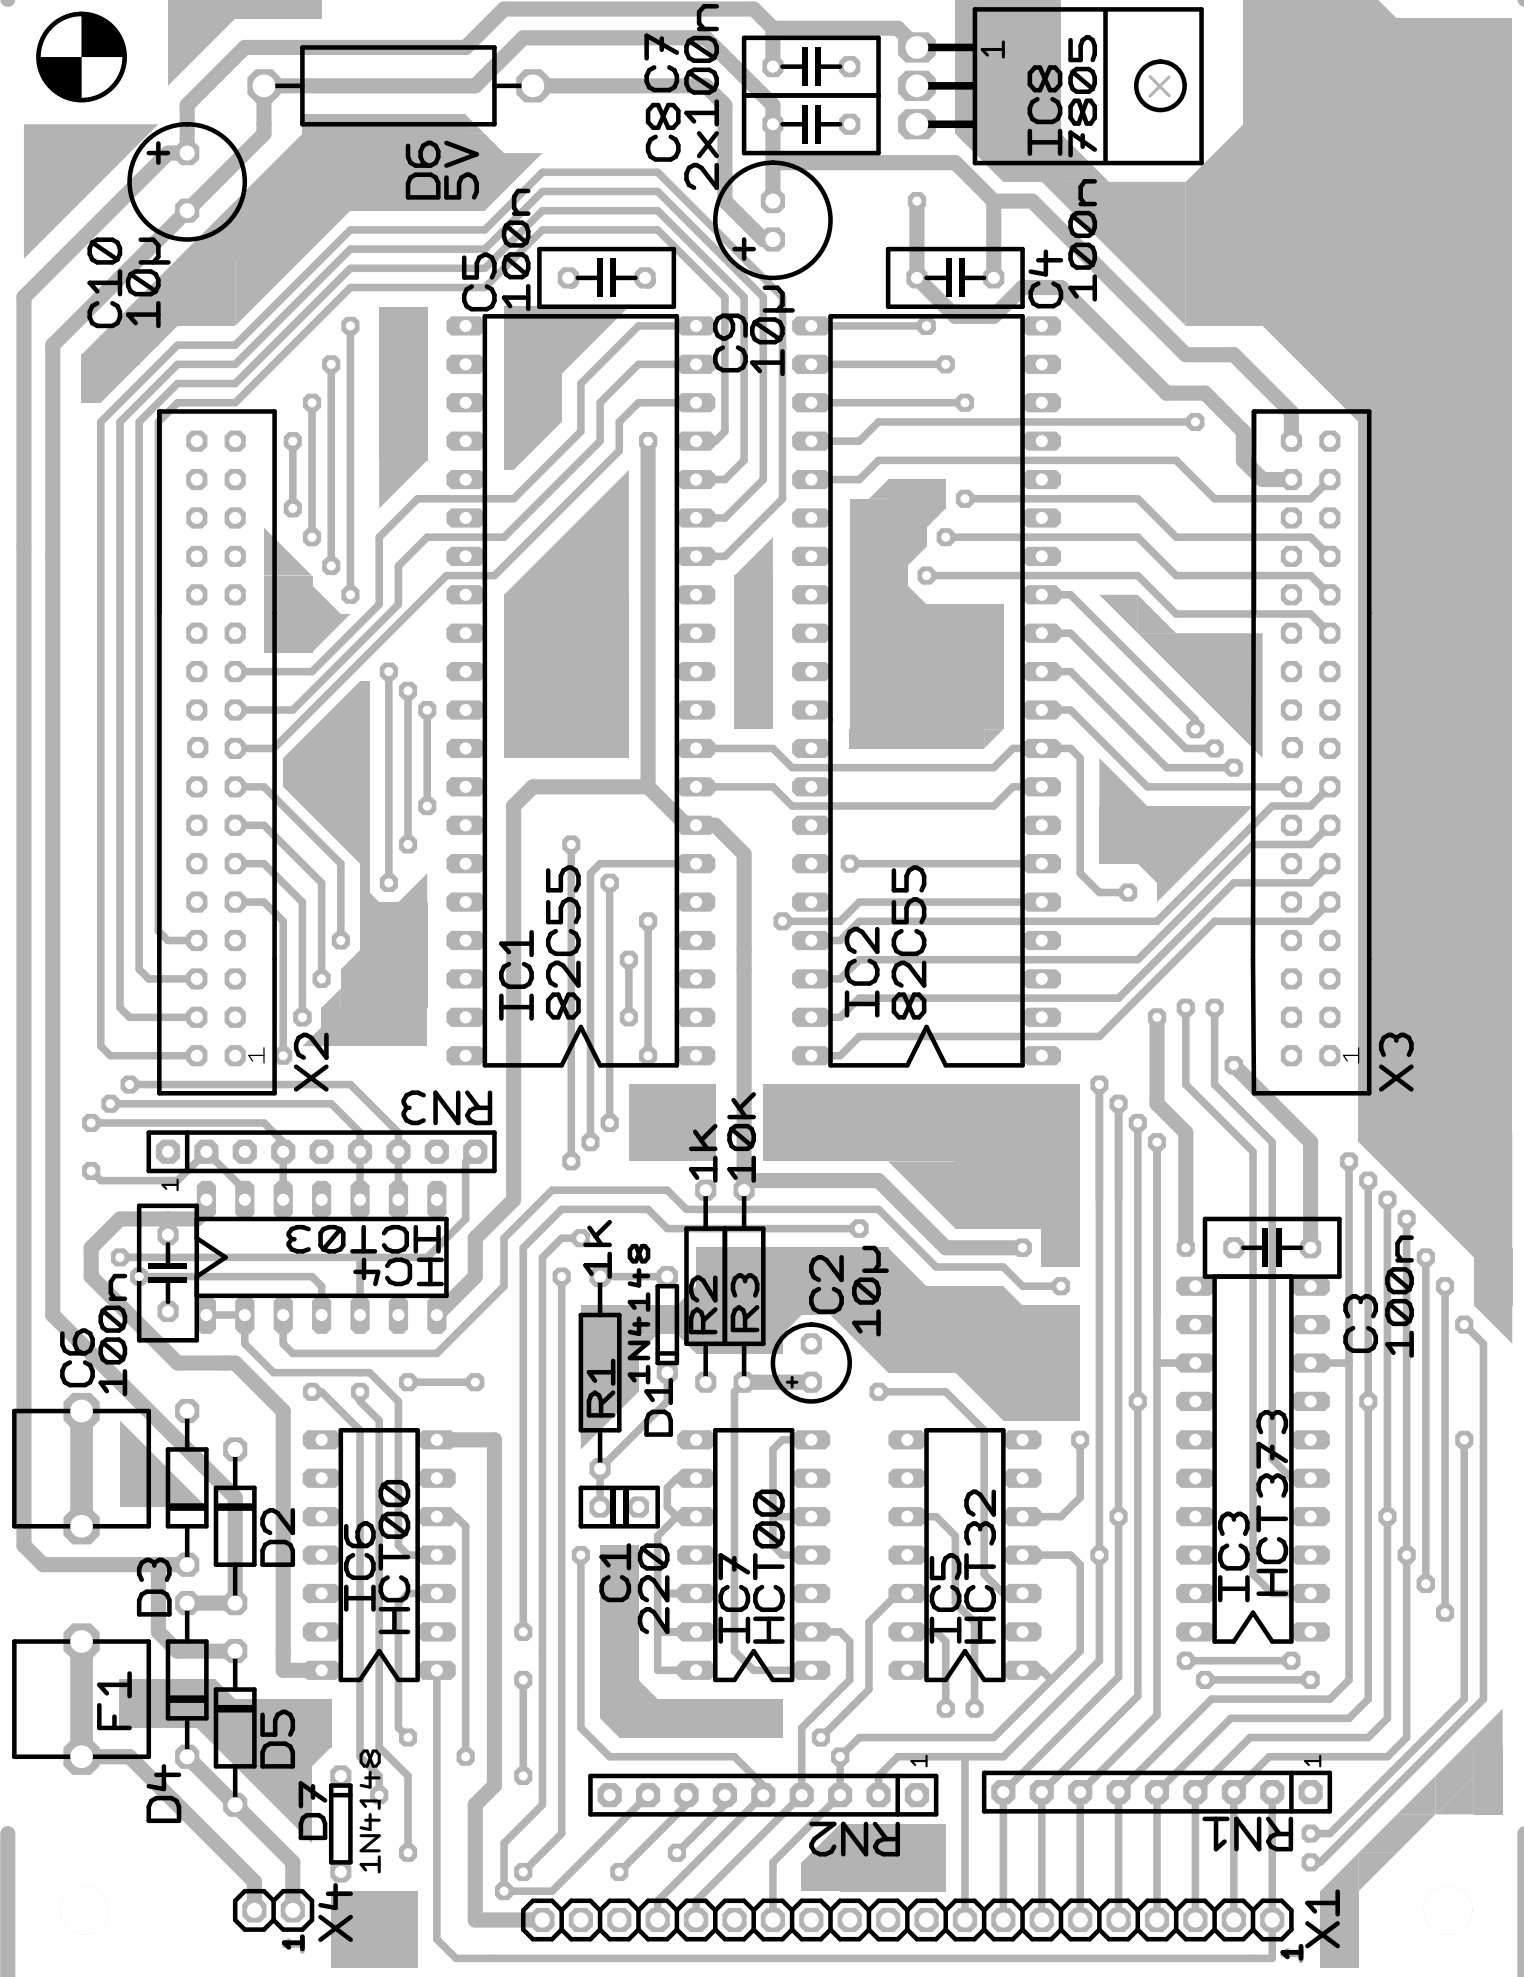 C7
C8
2x100n
1
IC8
7805
D6
5V
C10
10µ
C5
100n
C9
10µ
C4
100n
IC1
82C55
IC2
82C55
1
X2
1
X3
RN3
1
1K
10K
HCT03
HC74
C6
100n
1K
R1
1N4148
D1
R2
R3
C2
10µ
C3
100n
D2
D3
IC6
HCT00
C1
220
IC7
HCT00
IC5
HCT32
IC3
HCT373
F1
D5
D4
D7
1N4148
1
RN2
1
RN1
X4
1
X1
1